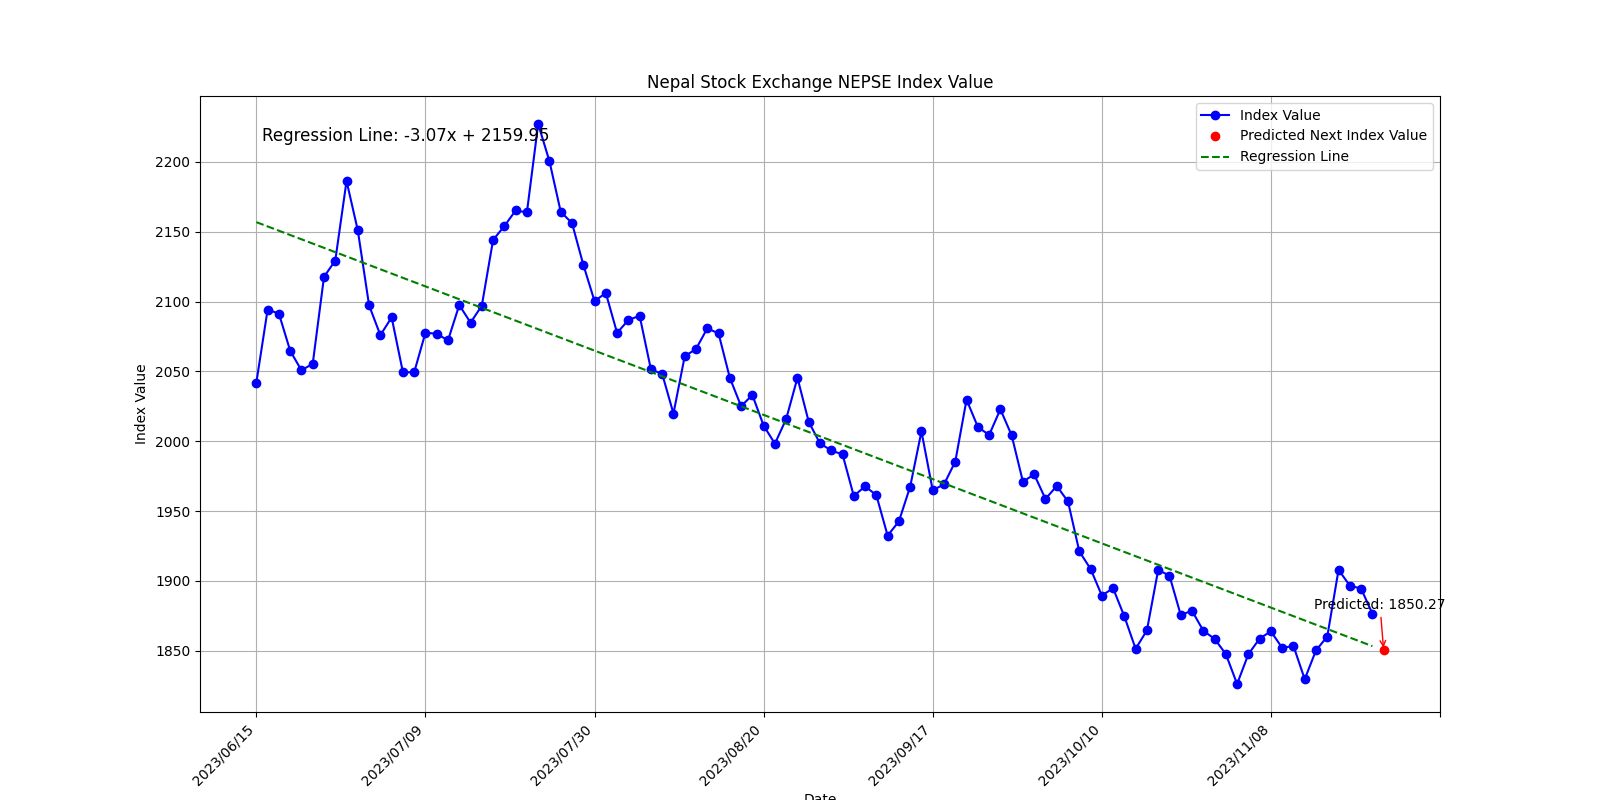 Nepal Stock Exchange NEPSE Index Value
Regression Line: -3.07x + 2159.95
Index Value
Predicted Next Index Value
Regression Line
2200
2150
2100
2050
2000
1950
1900
1850
Index Value
Predicted: 1850.27
2023/06/15
2023/07/09
2023/07/30
2023/08/20
2023/09/17
2023/10/10
2023/11/08
Date